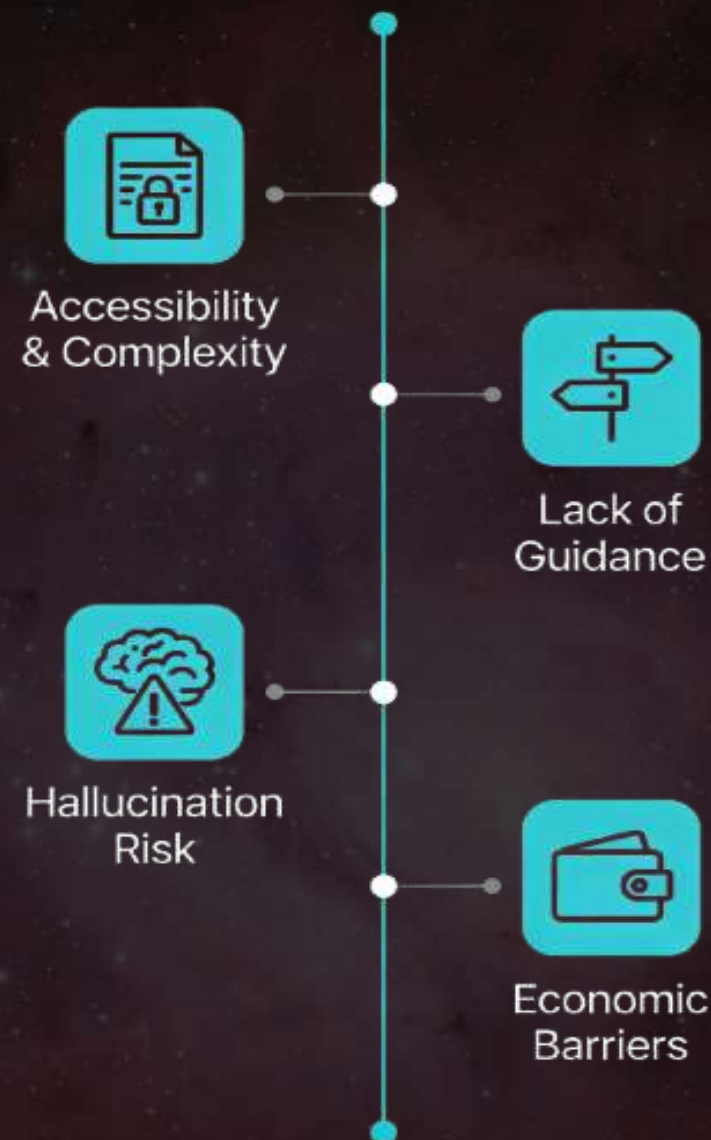 Accessibility
& Complexity
Lack of
Guidance
Hallucination
Risk
Economic
Barriers